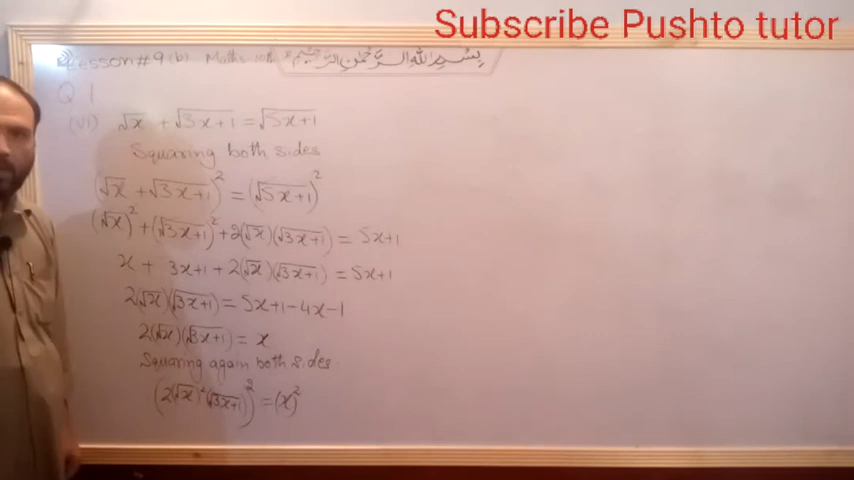 Subscribe Pushto tutor
Lesson # 9 (b) Maths 10th بِسْمِ اللهِ الرَّحْمٰنِ الرَّحِيْمِ
Q 1
(VI) √x + √3x+1 = √5x+1
Squaring both sides
(√x + √3x+1)² = (√5x+1)²
(√x)² + (√3x+1)² + 2(√x)(√3x+1) = 5x+1
x + 3x+1 + 2(√x)(√3x+1) = 5x+1
2(√x)(√3x+1) = 5x+1-4x-1
2(√x)(√3x+1) = x
Squaring again both sides.
(2(√x)²(√3x+1))² = (x)²